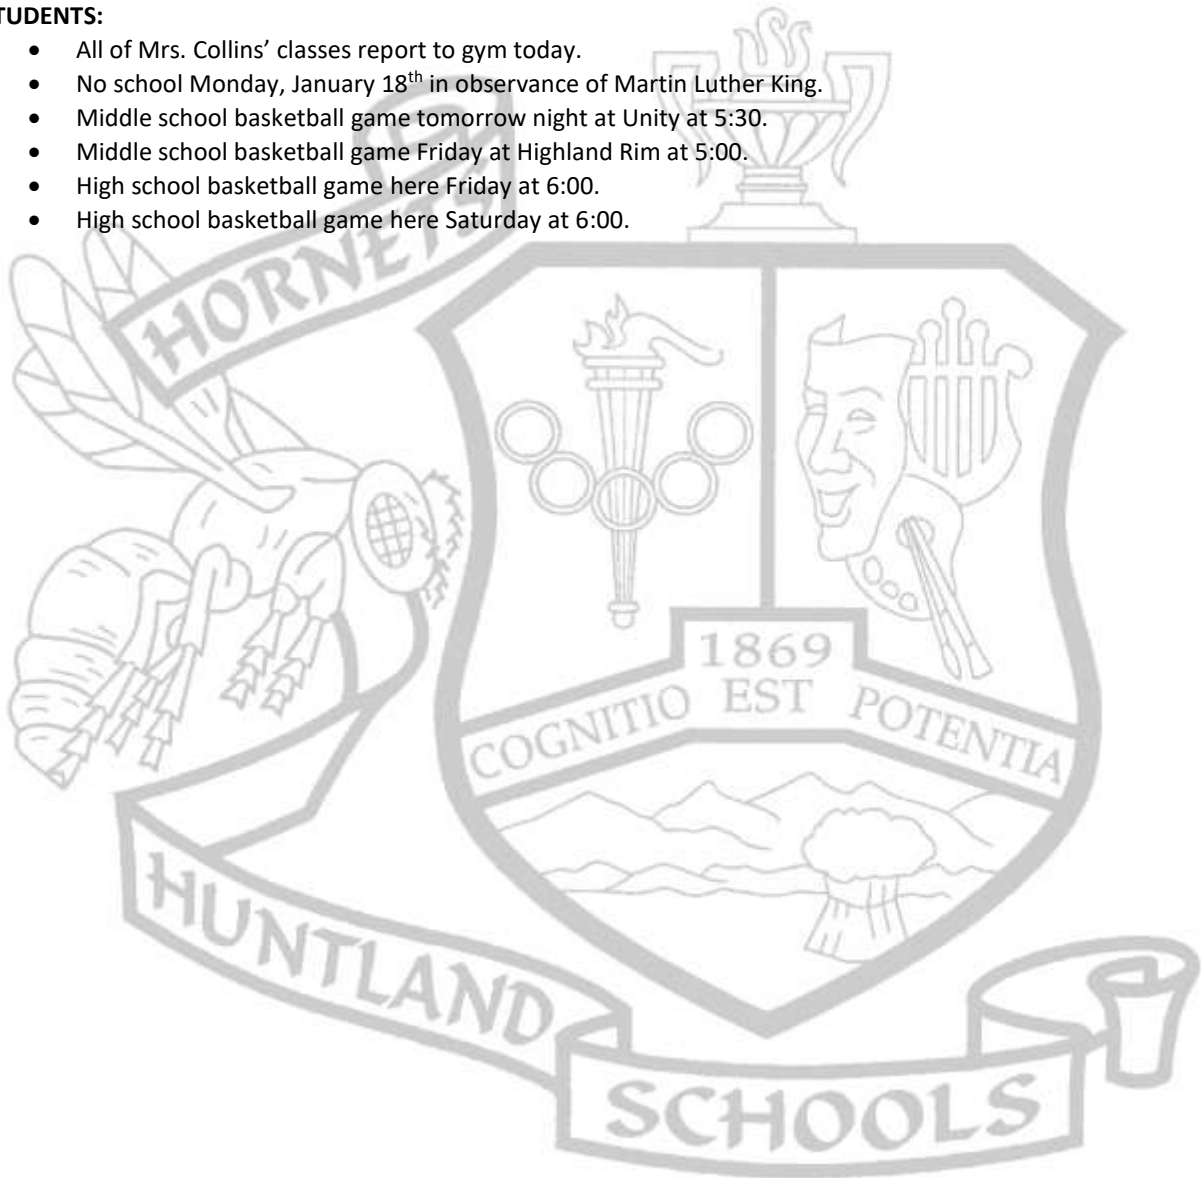 TUDENTS:
• All of Mrs. Collins’ classes report to gym today.
• No school Monday, January 18th in observance of Martin Luther King.
• Middle school basketball game tomorrow night at Unity at 5:30.
• Middle school basketball game Friday at Highland Rim at 5:00.
• High school basketball game here Friday at 6:00.
• High school basketball game here Saturday at 6:00.
HORNETS
1869
COGNITIO EST POTENTIA
HUNTLAND
SCHOOLS